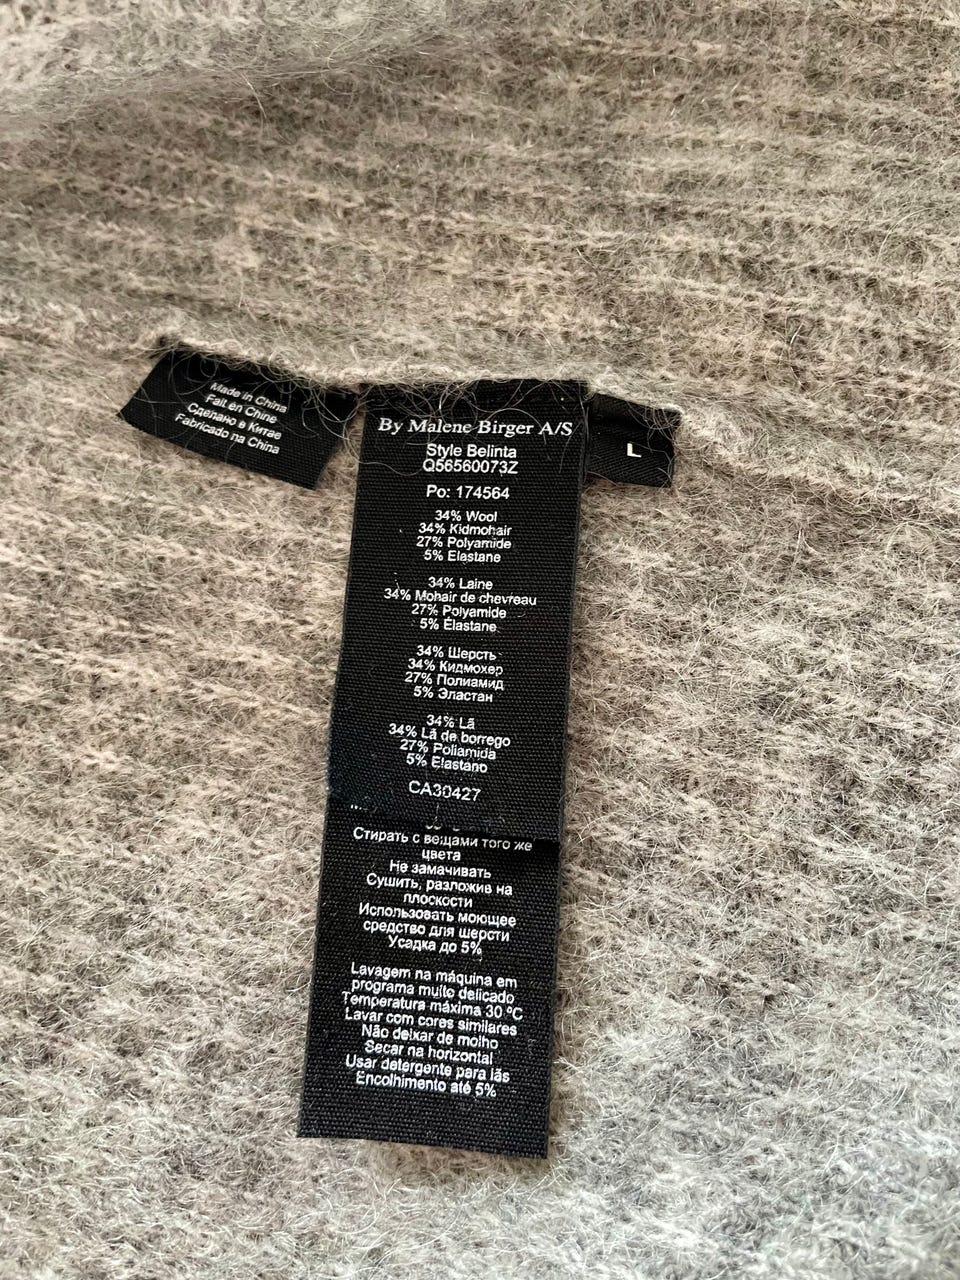 Made in China
Fait en Chine
Сделано в Китае
Fabricado na China
By Malene Birger A/S
Style Belinta
Q56560073Z
Po: 174564
34% Wool
34% Kidmohair
27% Polyamide
5% Elastane
34% Laine
34% Mohair de chevreau
27% Polyamide
5% Élastane
34% Шерсть
34% Кидмохер
27% Полиамид
5% Эластан
34% Lã
34% Lã de borrego
27% Poliamida
5% Elastano
CA30427
L
Стирать с вещами того же
цвета
Не замачивать
Сушить, разложив на
плоскости
Использовать моющее
средство для шерсти
Усадка до 5%
Lavagem na máquina em
programa muito delicado
Temperatura máxima 30 ºC
Lavar com cores similares
Não deixar de molho
Secar na horizontal
Usar detergente para lãs
Encolhimento até 5%